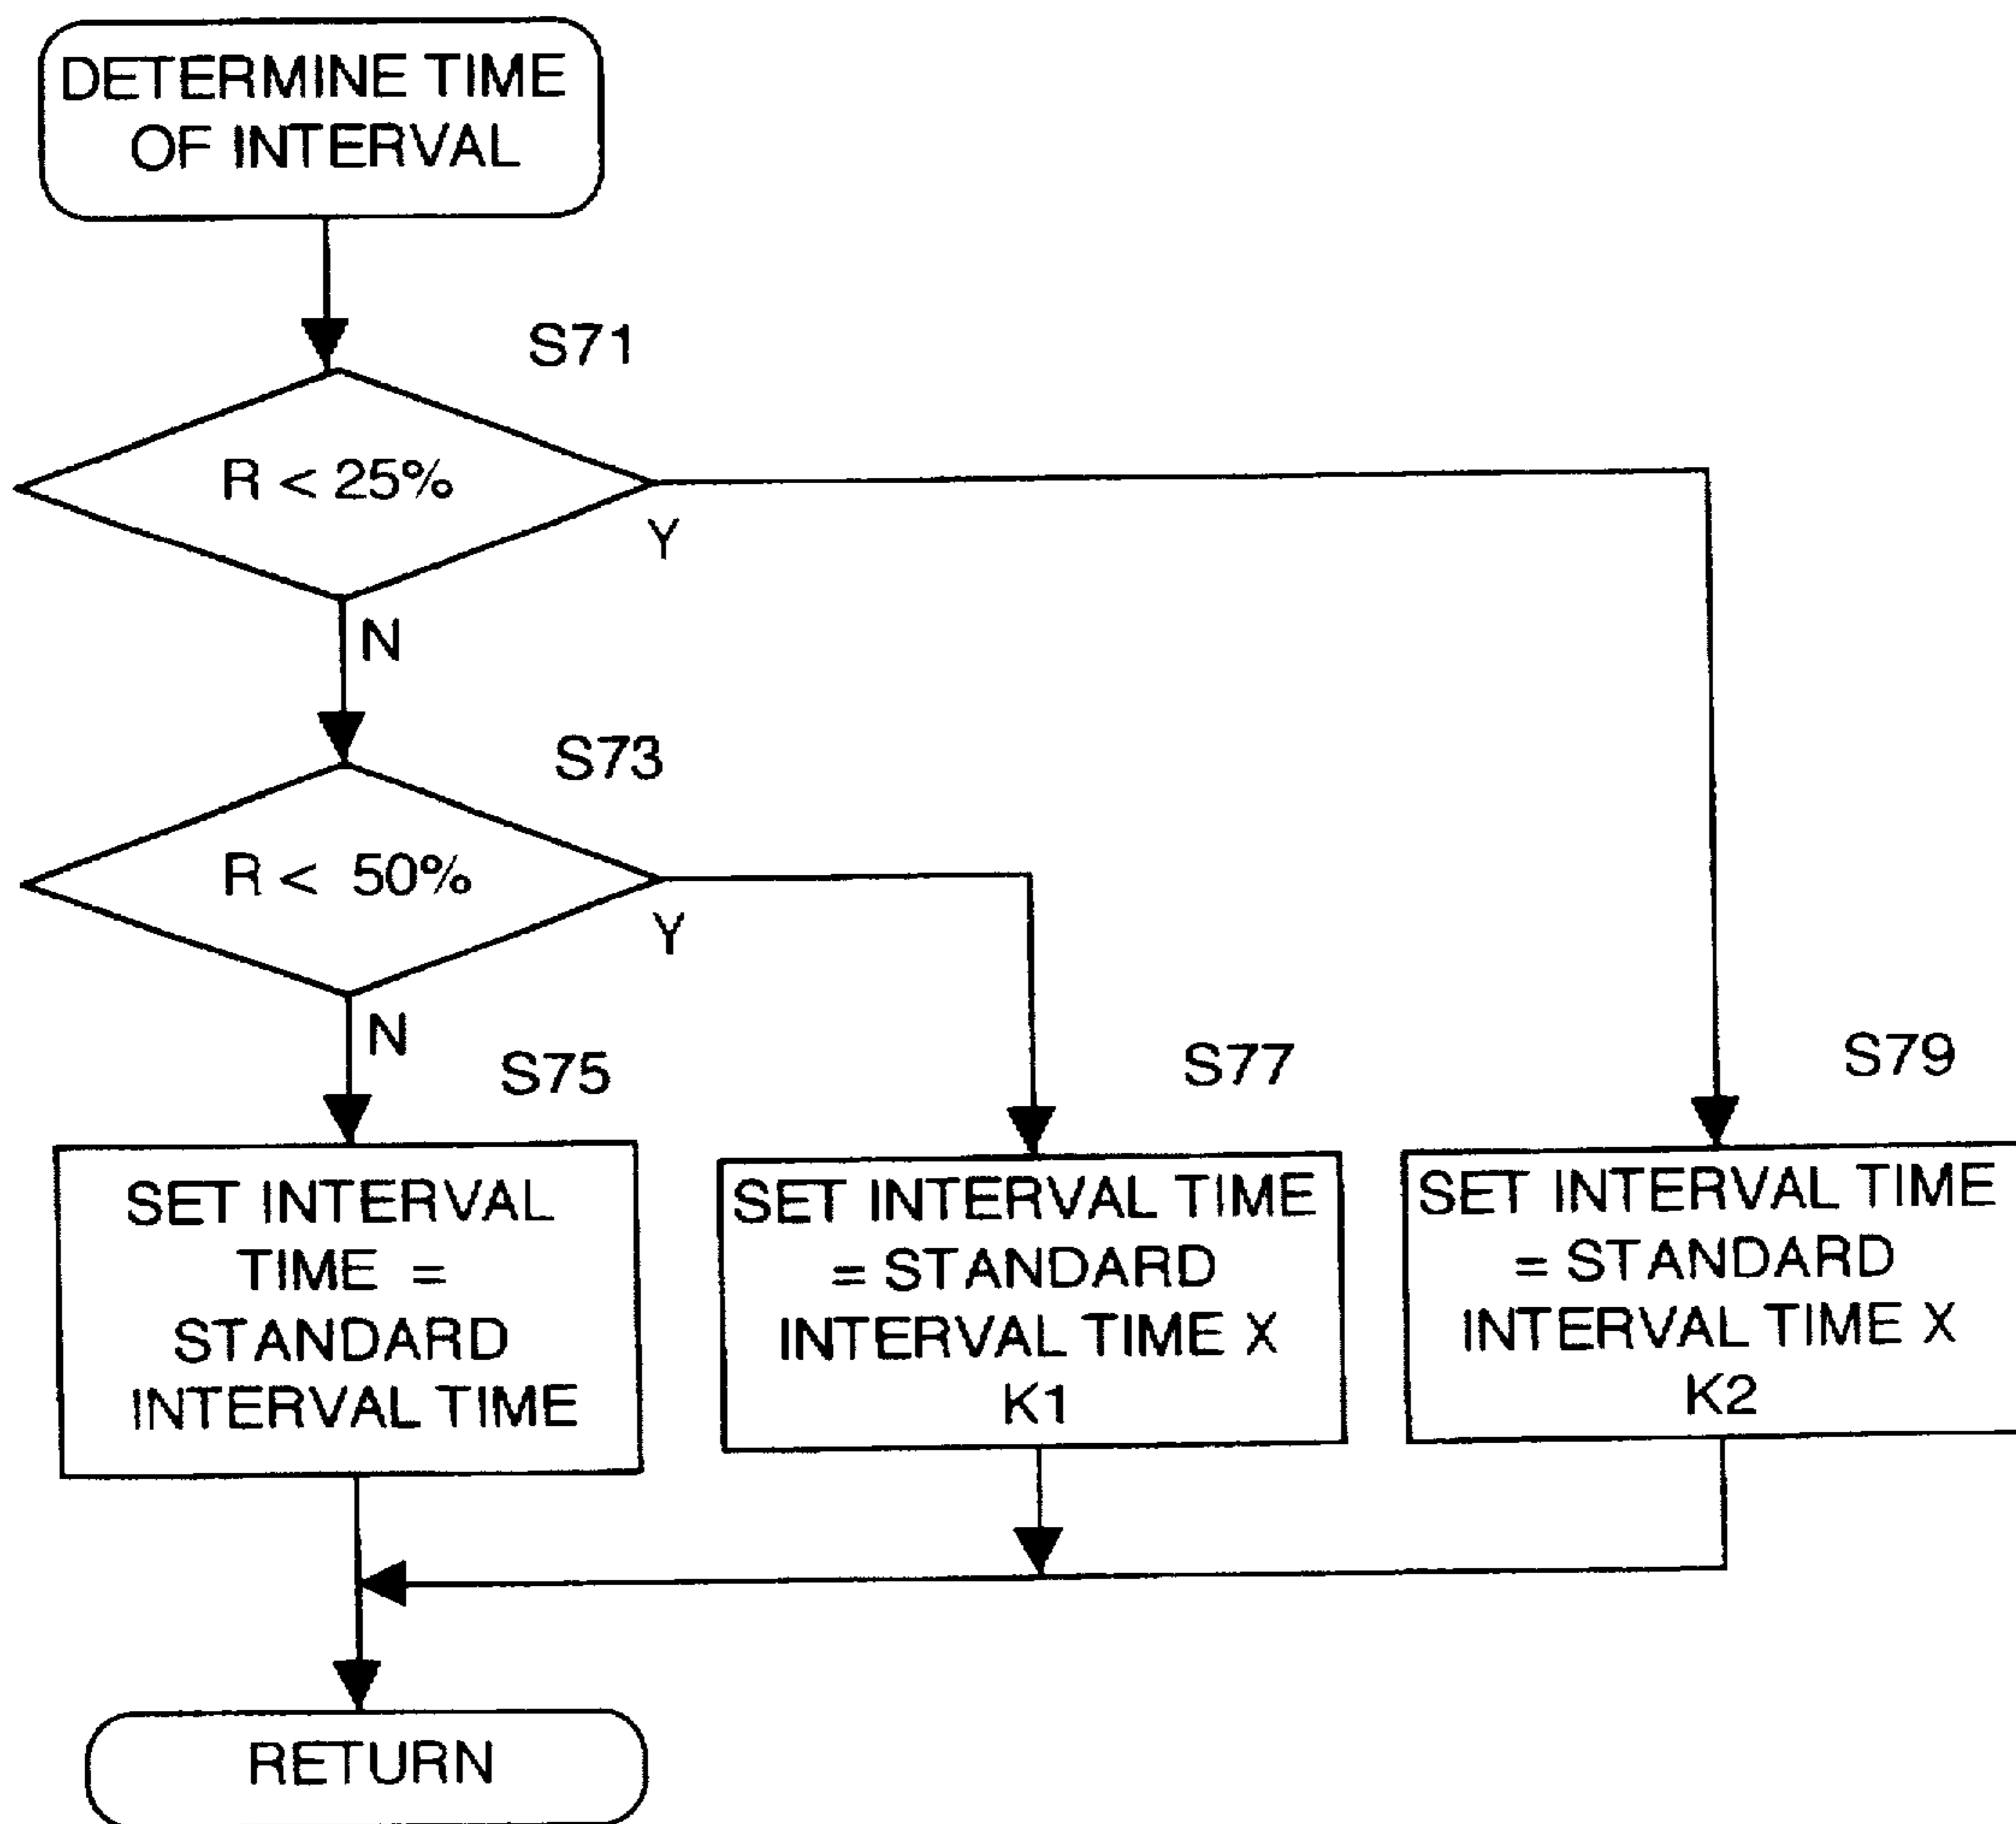 DETERMINE TIME
OF INTERVAL
S71
R < 25%
Y
N
S73
R < 50%
Y
N
S75
SET INTERVAL
TIME =
STANDARD
INTERVAL TIME
S77
SET INTERVAL TIME
= STANDARD
INTERVAL TIME X
K1
S79
SET INTERVAL TIME
= STANDARD
INTERVAL TIME X
K2
RETURN